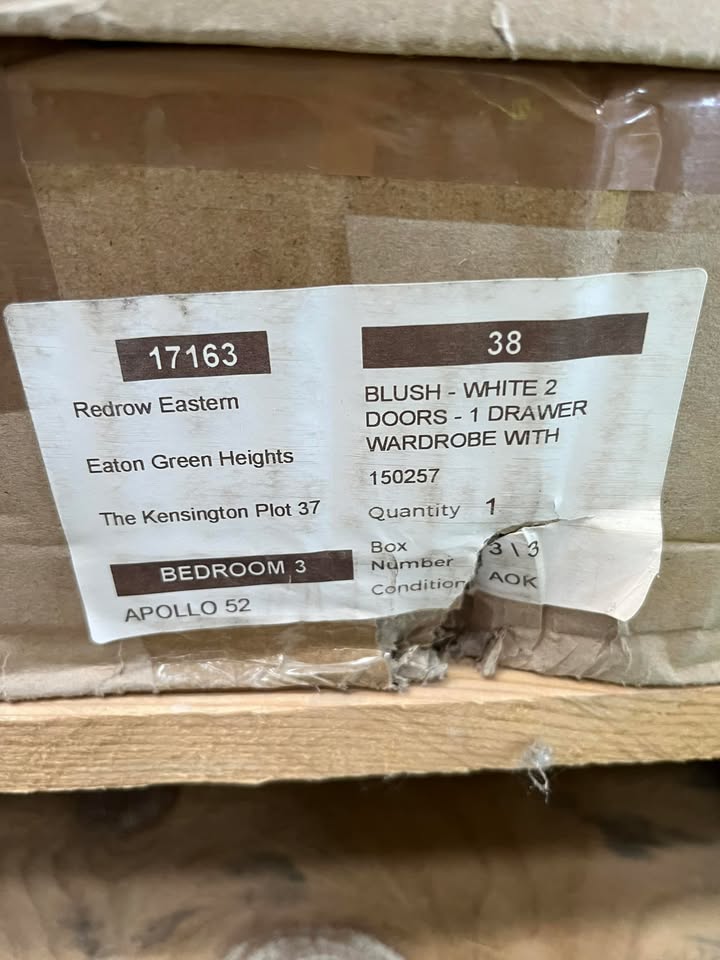 17163
Redrow Eastern
Eaton Green Heights
The Kensington Plot 37
BEDROOM 3
APOLLO 52
38
BLUSH - WHITE 2
DOORS - 1 DRAWER
WARDROBE WITH
150257
Quantity 1
Box
Number 3 \ 3
Condition AOK